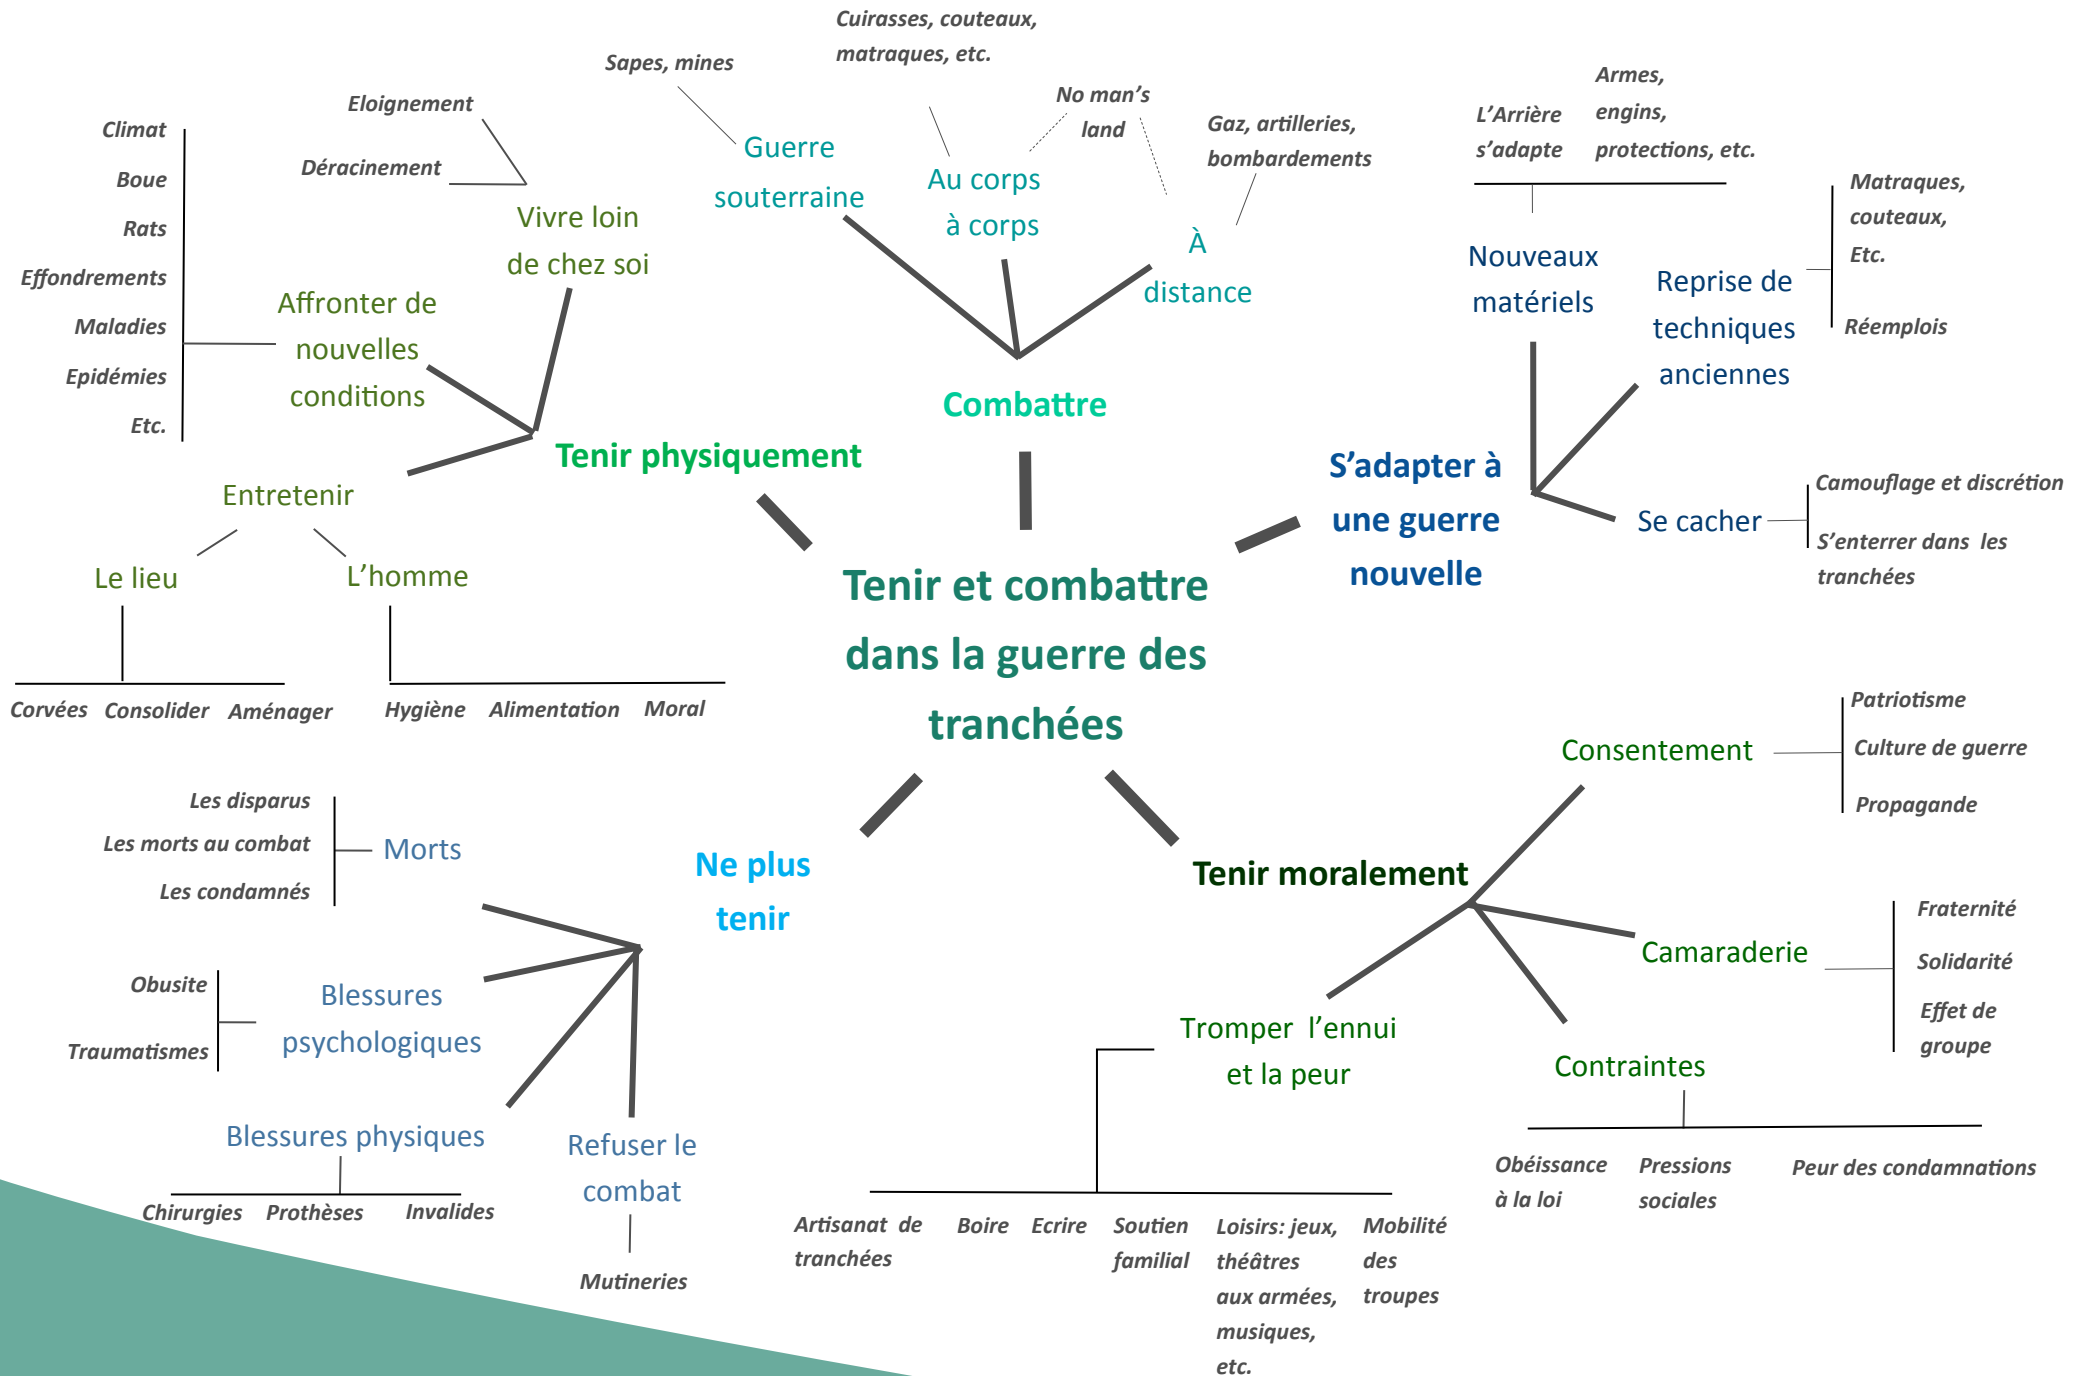 Cuirasses, couteaux,
matraques, etc.
Sapes, mines
No man’s
land
Gaz, artilleries,
bombardements
Guerre
souterraine
Au corps
à corps
À
distance
Combattre
Eloignement
Déracinement
Vivre loin
de chez soi
Climat
Boue
Rats
Effondrements
Maladies
Epidémies
Etc.
Affronter de
nouvelles
conditions
Tenir physiquement
Entretenir
Le lieu
L’homme
Corvées
Consolider
Aménager
Hygiène
Alimentation
Moral
L’Arrière
s’adapte
Armes,
engins,
protections, etc.
Nouveaux
matériels
Matraques,
couteaux,
Etc.
Réemplois
Reprise de
techniques
anciennes
S’adapter à
une guerre
nouvelle
Se cacher
Camouflage et discrétion
S’enterrer dans  les
tranchées
Tenir et combattre
dans la guerre des
tranchées
Les disparus
Les morts au combat
Les condamnés
Morts
Ne plus
tenir
Obusite
Traumatismes
Blessures
psychologiques
Blessures physiques
Chirurgies
Prothèses
Invalides
Refuser le
combat
Mutineries
Tenir moralement
Consentement
Patriotisme
Culture de guerre
Propagande
Camaraderie
Fraternité
Solidarité
Effet de
groupe
Contraintes
Obéissance
à la loi
Pressions
sociales
Peur des condamnations
Tromper  l’ennui
et la peur
Artisanat  de
tranchées
Boire
Ecrire
Soutien
familial
Loisirs: jeux,
théâtres
aux armées,
musiques,
etc.
Mobilité
des
troupes